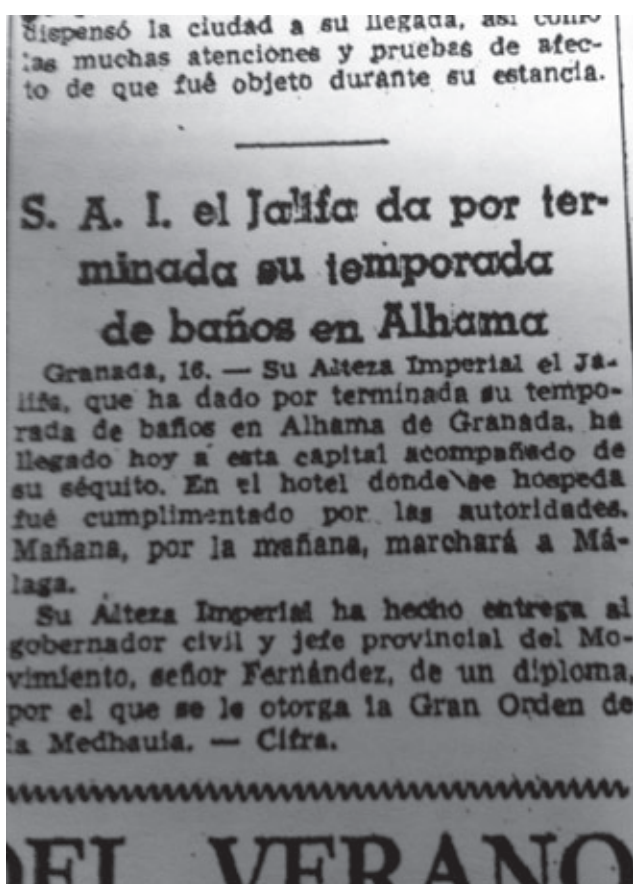 dispensó la ciudad a su llegada, así como
las muchas atenciones y pruebas de afec-
to de que fué objeto durante su estancia.
S. A. I. el Jalifa da por ter-
minada su temporada
de baños en Alhama
Granada, 16. — Su Alteza Imperial el Ja-
lifa, que ha dado por terminada su tempo-
rada de baños en Alhama de Granada, ha
llegado hoy a esta capital acompañado de
su séquito. En el hotel donde se hospeda
fué cumplimentado por las autoridades.
Mañana, por la mañana, marchará a Má-
laga.
Su Alteza Imperial ha hecho entrega al
gobernador civil y jefe provincial del Mo-
vimiento, señor Fernández, de un diploma,
por el que se le otorga la Gran Orden de
la Medhauia. — Cifra.
DEL VERANO